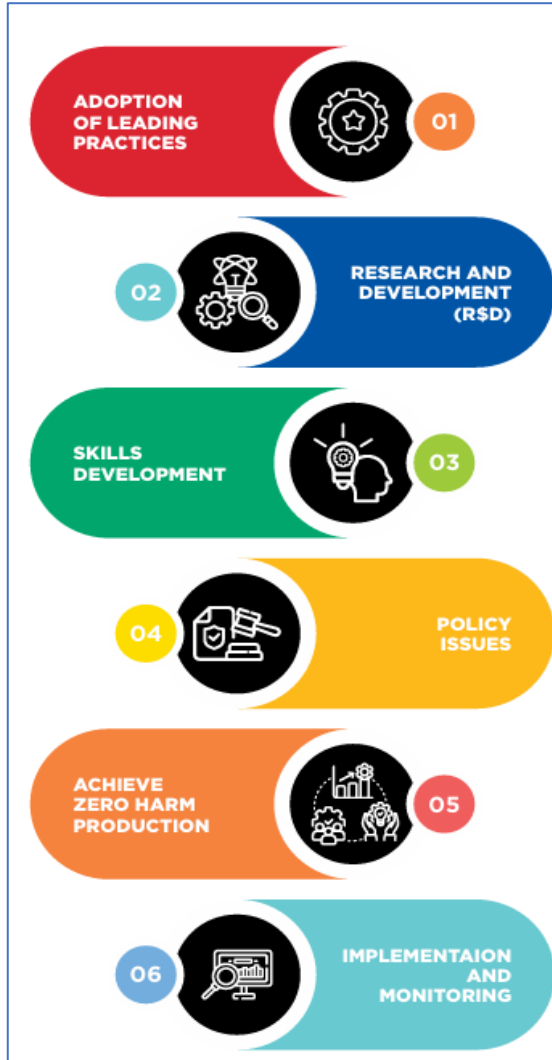 ADOPTION
OF LEADING
PRACTICES
01
02
RESEARCH AND
DEVELOPMENT
(R$D)
SKILLS
DEVELOPMENT
03
04
POLICY
ISSUES
ACHIEVE
ZERO HARM
PRODUCTION
05
06
IMPLEMENTAION
AND
MONITORING